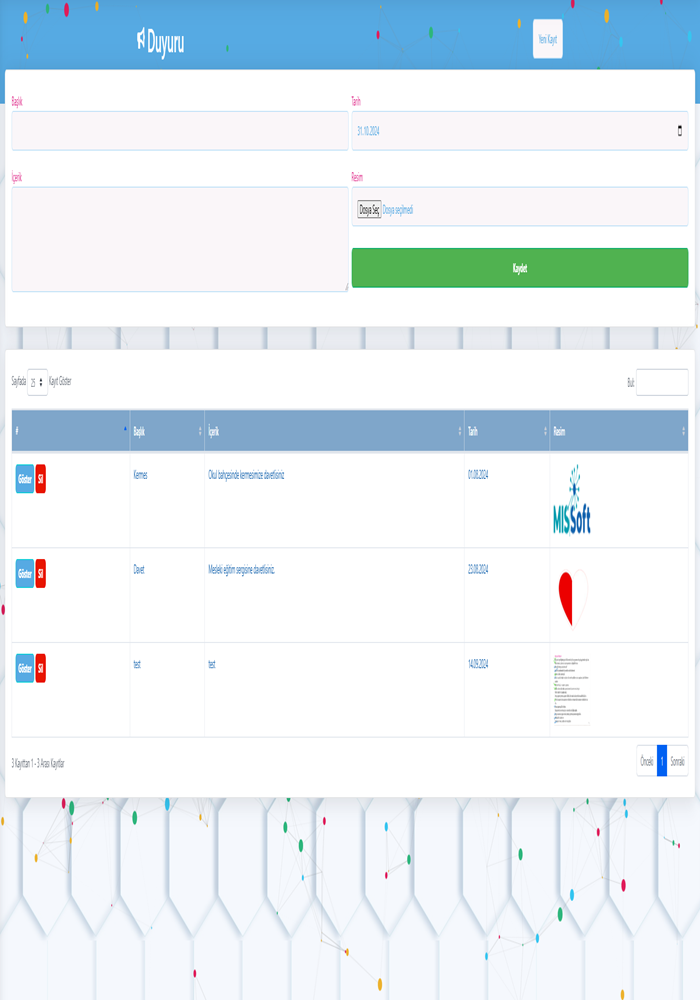 Duyuru
Yeni Kayıt
Başlık
Tarih
31.10.2024
İçerik
Resim
Dosya Seç Dosya seçilmedi
Kaydet
Sayfada 25 Kayıt Göster
Bul:
# Başlık İçerik Tarih Resim
Göster Sil Kermes Okul bahçesinde kermesimize davetlisiniz 01.08.2024
MISSoft
Göster Sil Davet Mesleki eğitim sergisine davetlisiniz. 23.08.2024
Göster Sil test test 14.09.2024
3 Kayıttan 1 - 3 Arası Kayıtlar
Önceki 1 Sonraki